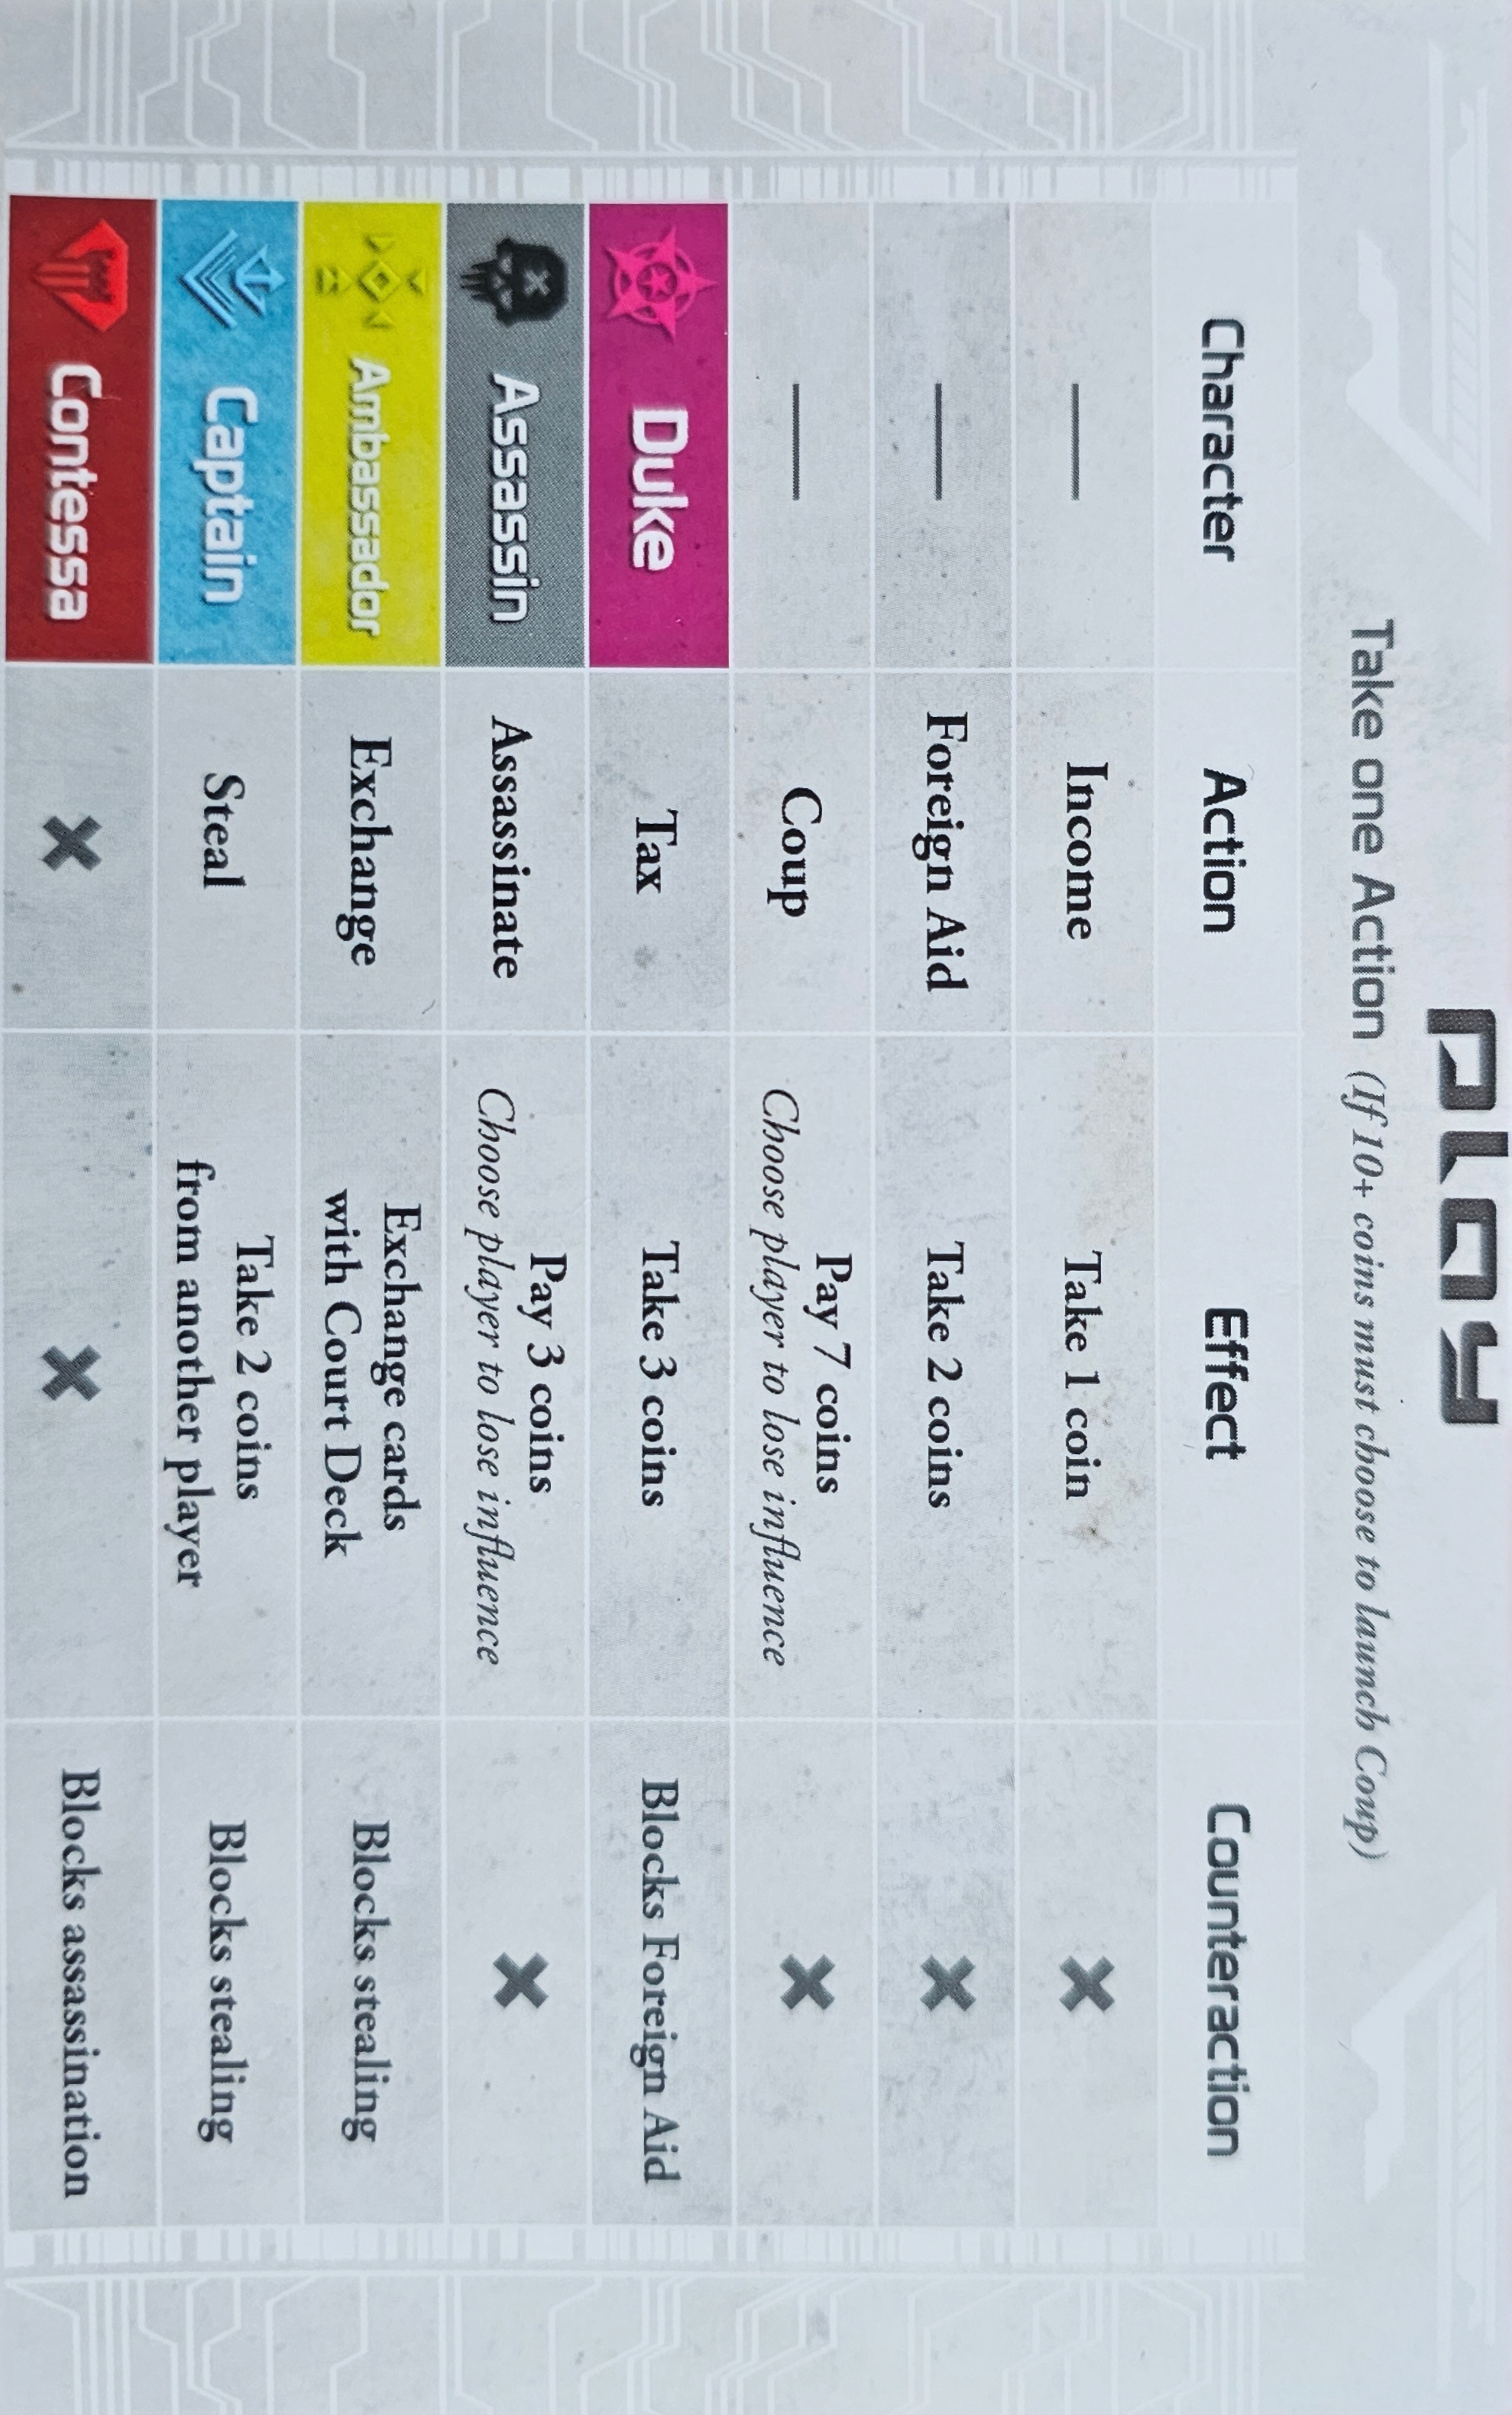 play
Take one Action (If 10+ coins must choose to launch Coup)
Character Action Effect Counteraction
— Income Take 1 coin ✖
— Foreign Aid Take 2 coins ✖
— Coup Pay 7 coins ✖
Choose player to lose influence
Duke Tax Take 3 coins Blocks Foreign Aid
Assassin Assassinate Pay 3 coins ✖
Choose player to lose influence
Ambassador Exchange Exchange cards Blocks stealing
with Court Deck
Captain Steal Take 2 coins Blocks stealing
from another player
Contessa ✖ ✖ Blocks assassination